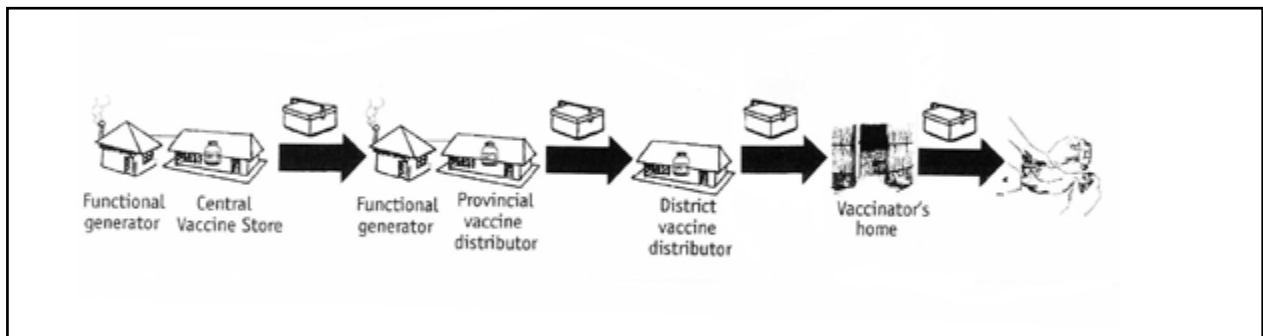 Functional
generator
Central
Vaccine Store
Functional
generator
Provincial
vaccine
distributor
District
vaccine
distributor
Vaccinator's
home